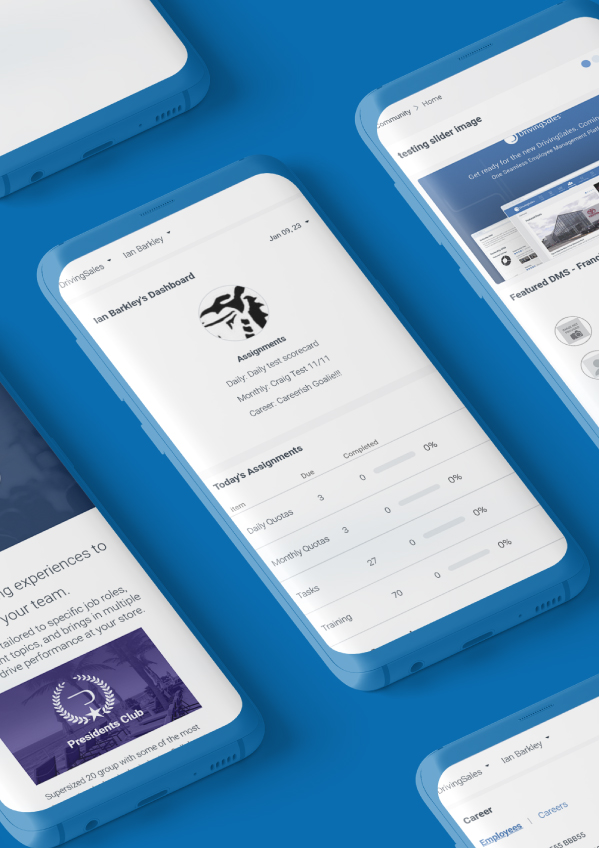 DrivingSales
Ian Barkley
Jan 09, 23
Ian Barkley's Dashboard
Assignments
Daily: Daily test scorecard
Monthly: Craig Test 11/11
Career: Careerish Goalie!!!
Today's Assignments
Item Due Completed
Daily Quotas 3 0 0%
Monthly Quotas 3 0 0%
Tasks 27 0 0%
Training 70 0 0%
ommunity > Home
testing slider image
DrivingSales
Get ready for the new DrivingSales. Comin
One Seamless Employee Management Platf
Featured DMS - Franc
ng experiences to
your team.
tailored to specific job roles,
nt topics, and brings in multiple
drive performance at your store.
Presidents Club
Supersized 20 group with some of the most
DrivingSales
Ian Barkley
Career
Employees | Careers